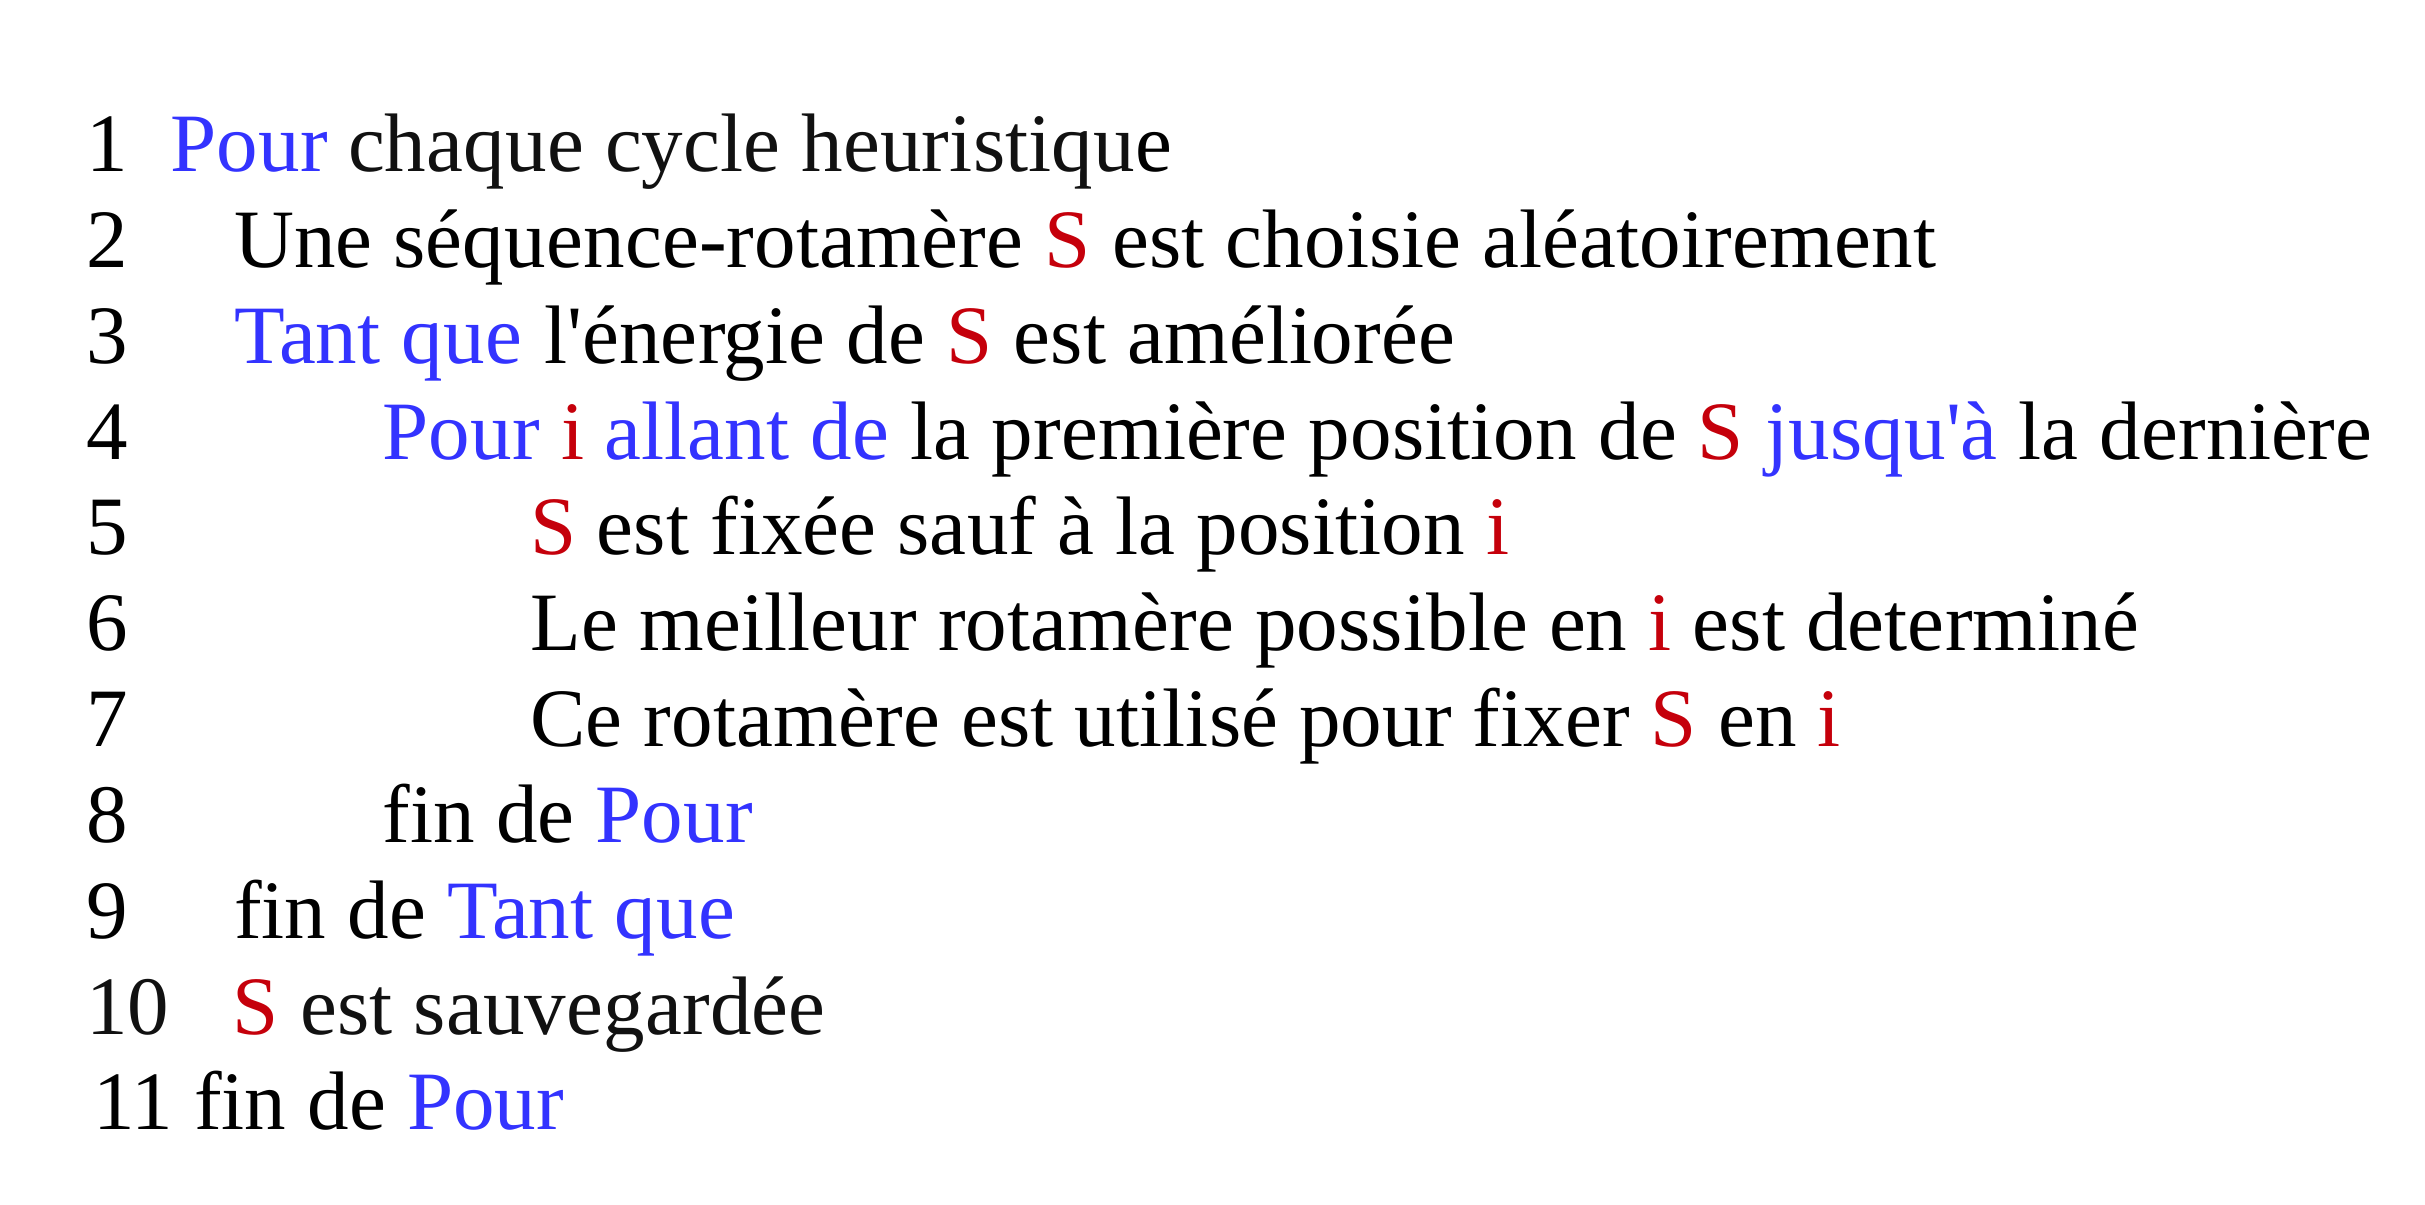 1 Pour chaque cycle heuristique
2 Une séquence-rotamère S est choisie aléatoirement
3 Tant que l'énergie de S est améliorée
4 Pour i allant de la première position de S jusqu'à la dernière
5 S est fixée sauf à la position i
6 Le meilleur rotamère possible en i est determiné
7 Ce rotamère est utilisé pour fixer S en i
8 fin de Pour
9 fin de Tant que
10 S est sauvegardée
11 fin de Pour